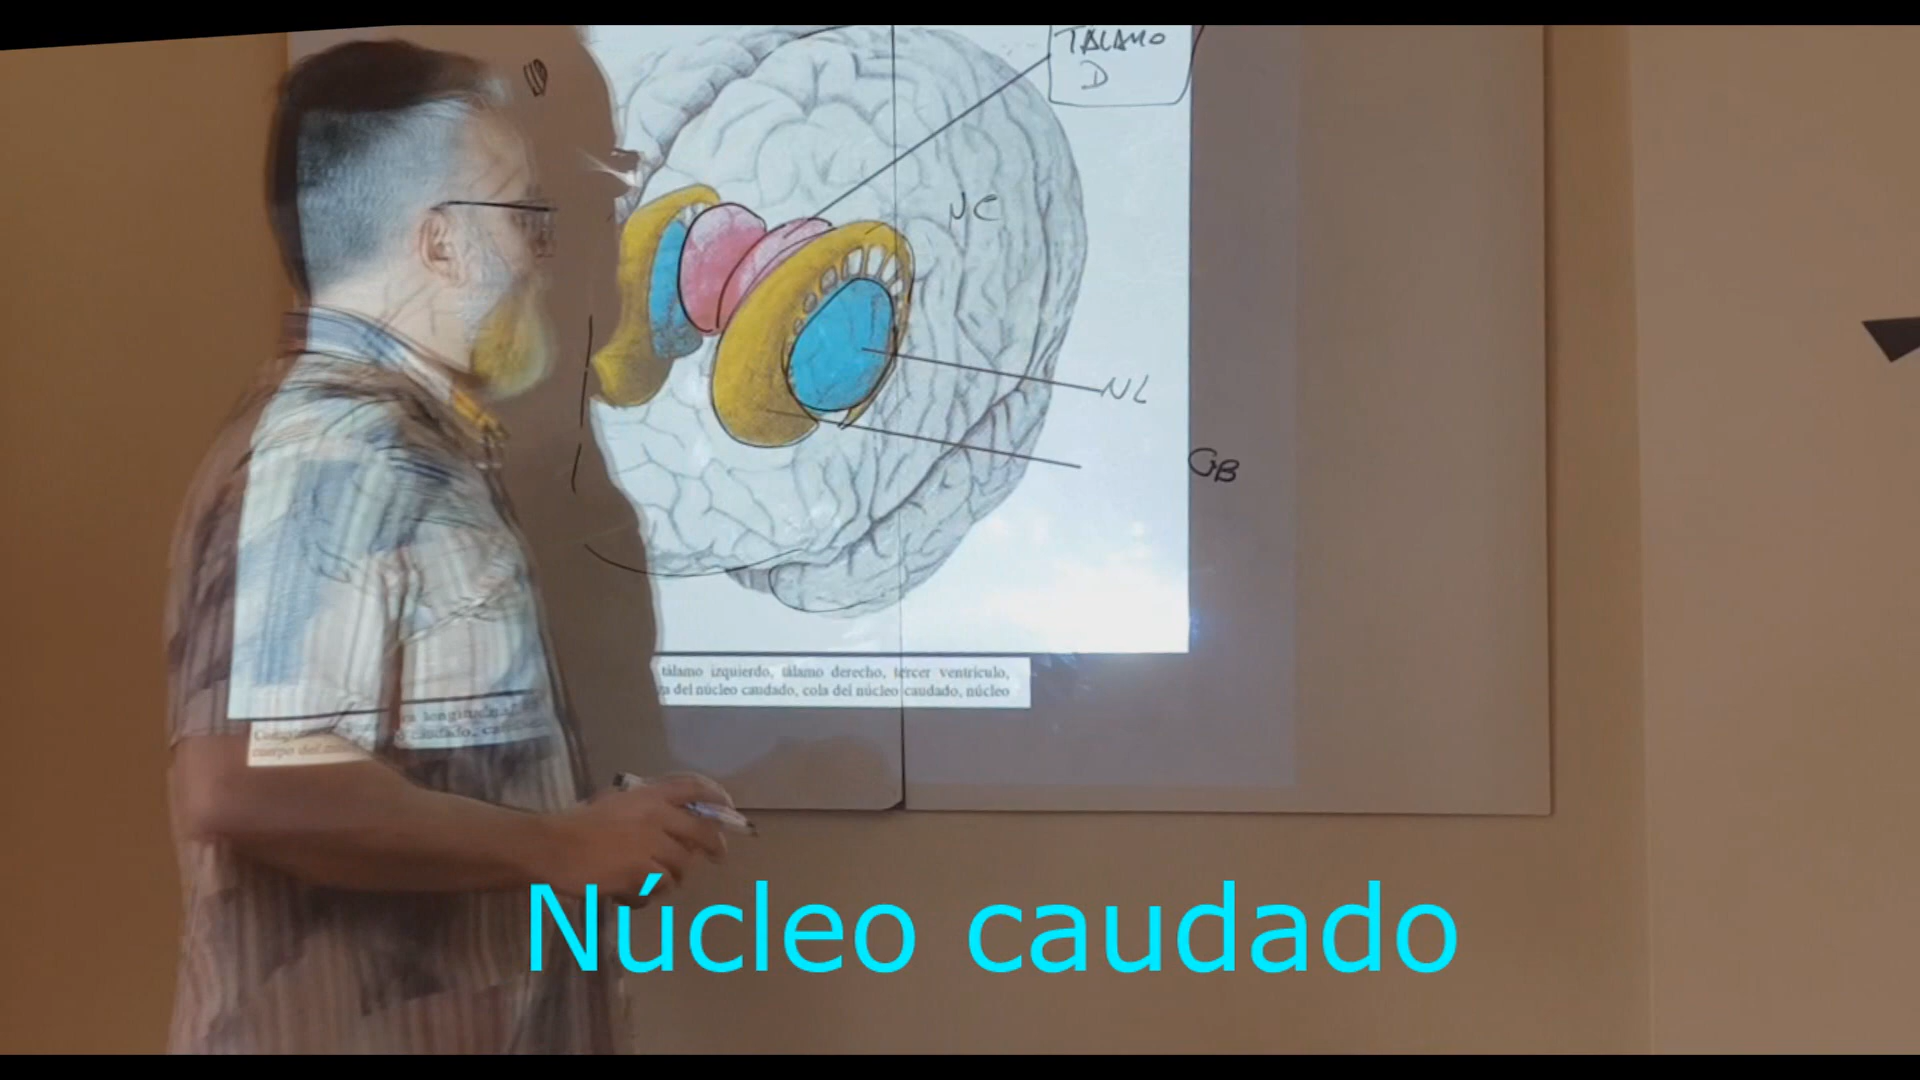 TÁLAMO
D
NC
NL
GB
tálamo izquierdo, tálamo derecho, tercer ventrículo,
del núcleo caudado, cola del núcleo caudado, núcleo
Núcleo caudado